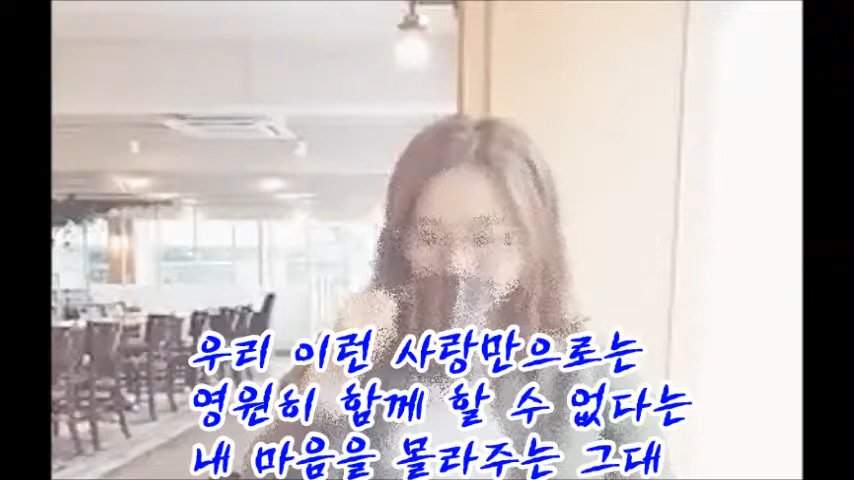 우리 이런 사랑만으로는
영원히 함께 할 수 없다는
내 마음을 몰라주는 그대